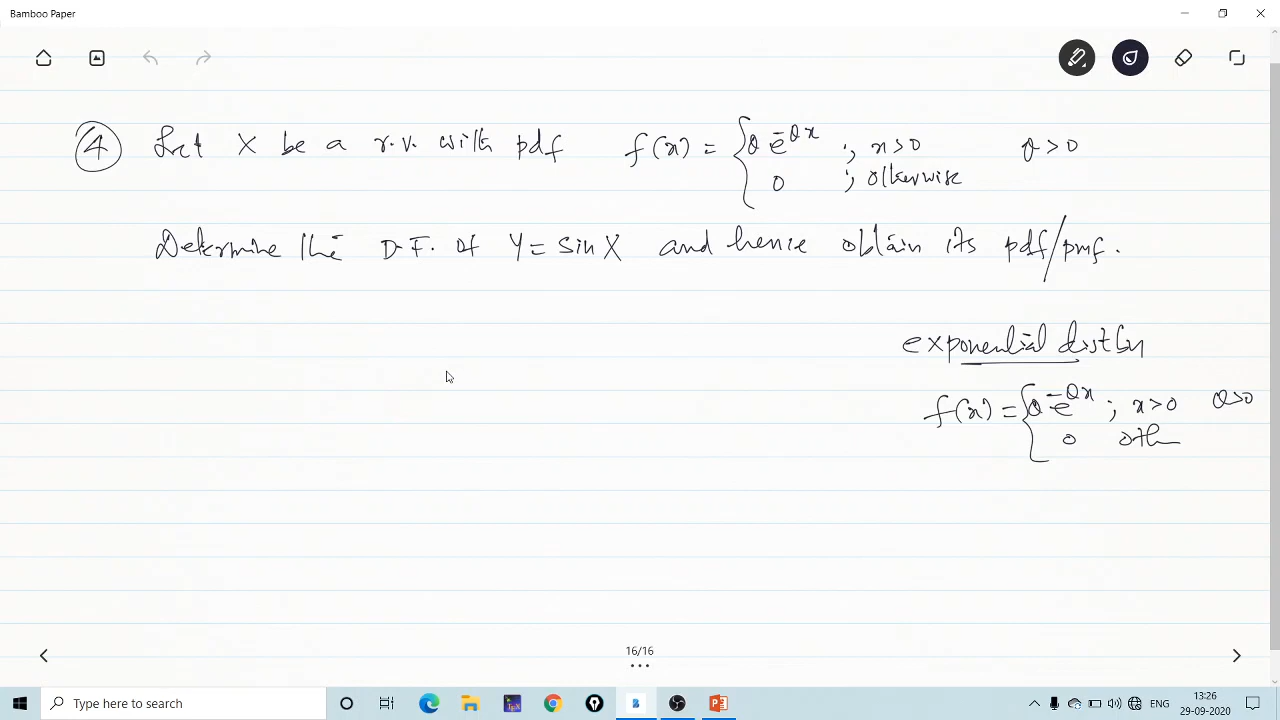 Bamboo Paper
④ Let X be a r.v. with pdf f(x) = { θ e^{-θx} ; x>0 θ > 0
0 ; otherwise
Determine the D.F. of Y = sin X and hence obtain its pdf/pmf.
exponential distbn
f(x) = { θ e^{-θx} ; x>0 θ>0
0 oth
16/16
Type here to search
ENG
13:26
29-09-2020